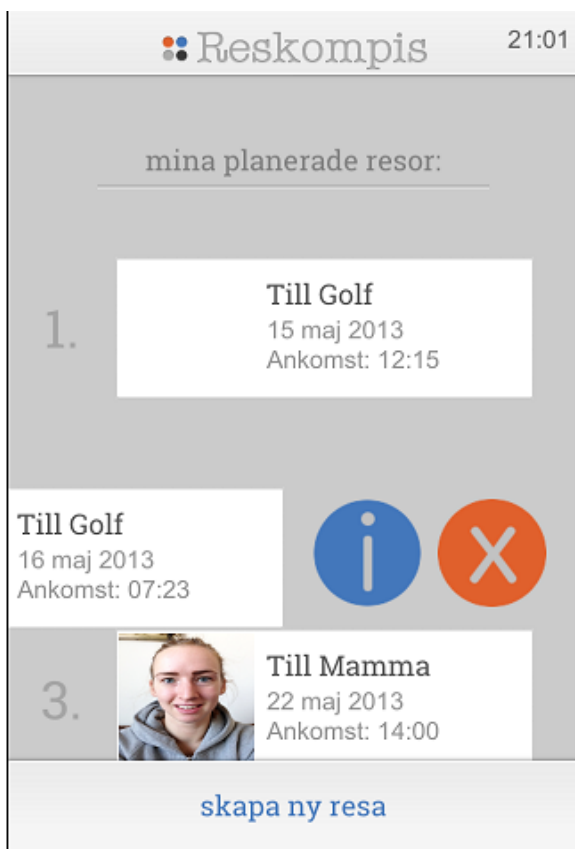 Reskompis
21:01
mina planerade resor:
1.
Till Golf
15 maj 2013
Ankomst: 12:15
Till Golf
16 maj 2013
Ankomst: 07:23
i
X
3.
Till Mamma
22 maj 2013
Ankomst: 14:00
skapa ny resa